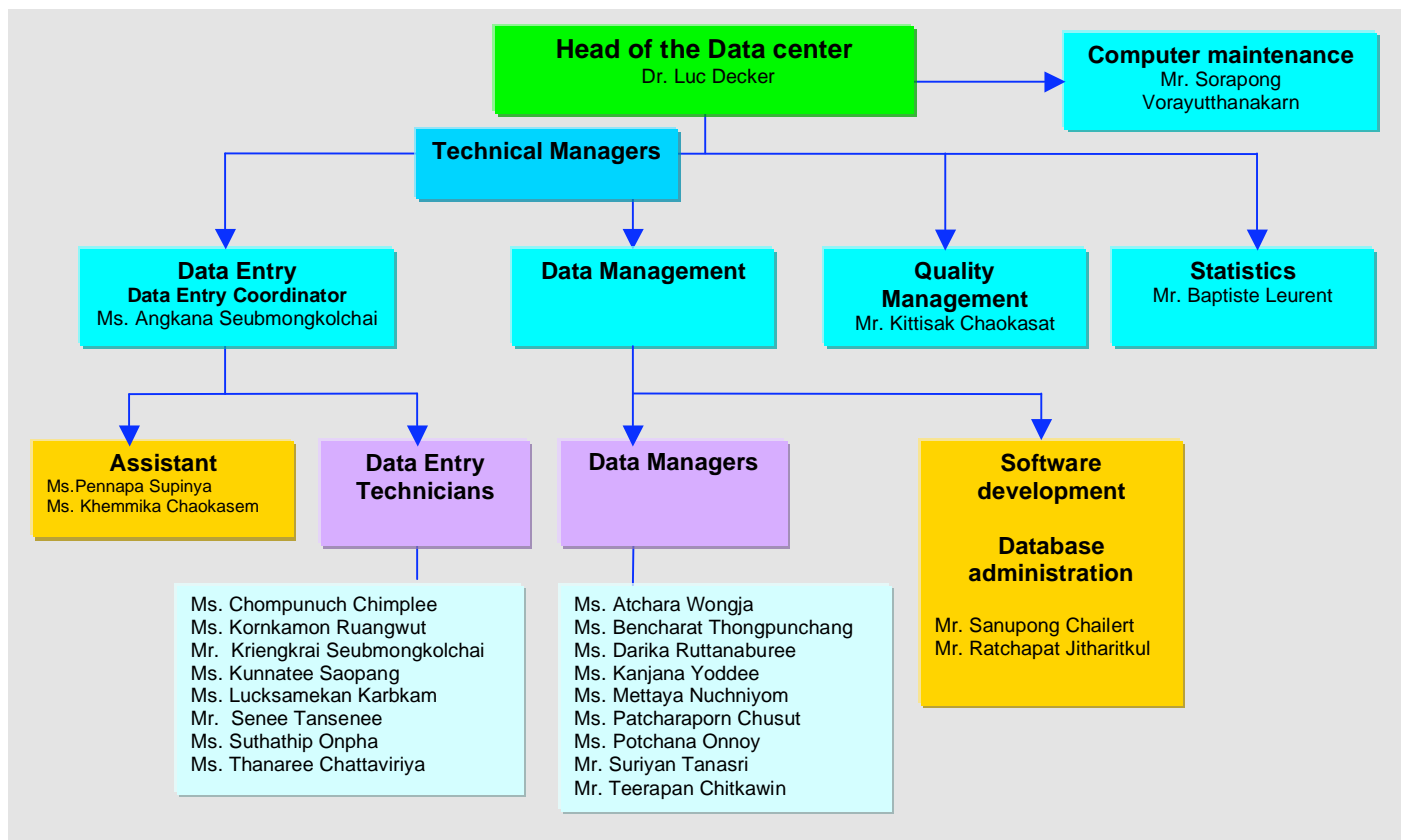 Head of the Data center
Dr. Luc Decker
Computer maintenance
Mr. Sorapong
Vorayutthanakarn
Technical Managers
Data Entry
Data Entry Coordinator
Ms. Angkana Seubmongkolchai
Data Management
Quality
Management
Mr. Kittisak Chaokasat
Statistics
Mr. Baptiste Leurent
Assistant
Ms.Pennapa Supinya
Ms. Khemmika Chaokasem
Data Entry
Technicians
Data Managers
Software
development
Database
administration
Mr. Sanupong Chailert
Mr. Ratchapat Jitharitkul
Ms. Chompunuch Chimplee
Ms. Kornkamon Ruangwut
Mr. Kriengkrai Seubmongkolchai
Ms. Kunnatee Saopang
Ms. Lucksamekan Karbkam
Mr. Senee Tansenee
Ms. Suthathip Onpha
Ms. Thanaree Chattaviriya
Ms. Atchara Wongja
Ms. Bencharat Thongpunchang
Ms. Darika Ruttanaburee
Ms. Kanjana Yoddee
Ms. Mettaya Nuchniyom
Ms. Patcharaporn Chusut
Ms. Potchana Onnoy
Mr. Suriyan Tanasri
Mr. Teerapan Chitkawin